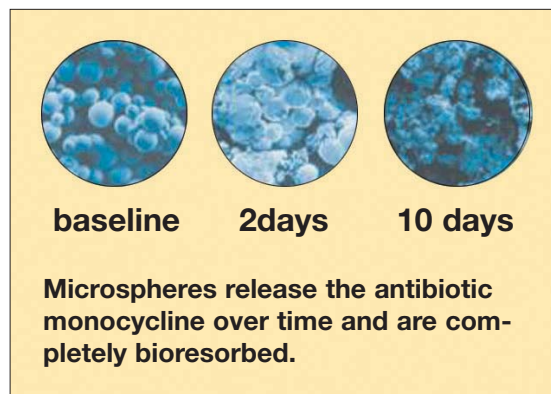 baseline 2days 10 days
Microspheres release the antibiotic
monocycline over time and are com-
pletely bioresorbed.